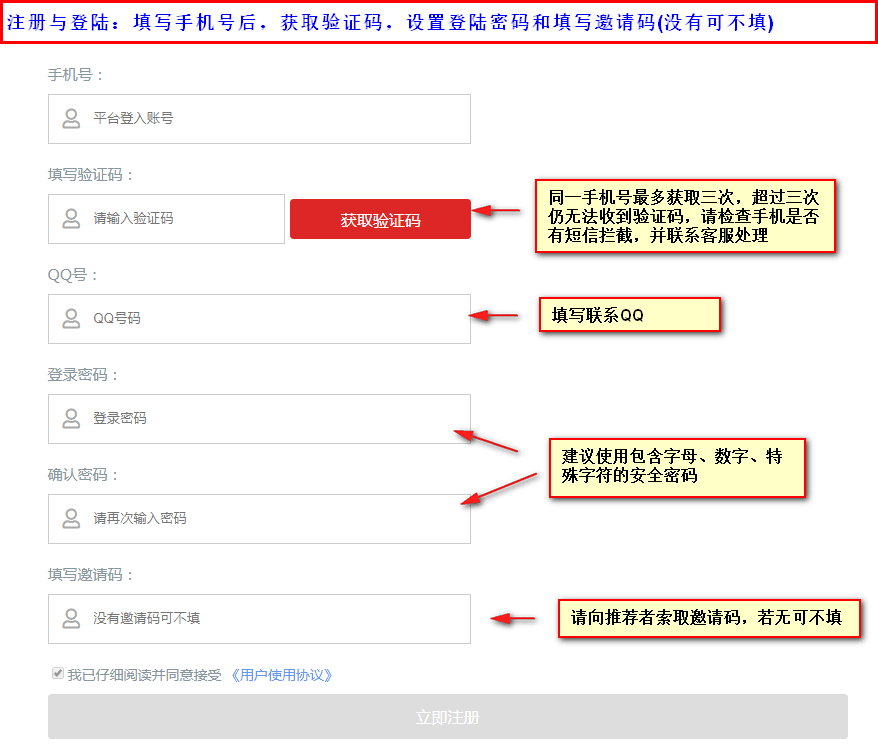 注册与登陆：填写手机号后，获取验证码，设置登陆密码和填写邀请码(没有可不填)
手机号：
平台登入账号
填写验证码：
请输入验证码
获取验证码
同一手机号最多获取三次，超过三次
仍无法收到验证码，请检查手机是否
有短信拦截，并联系客服处理
QQ号：
QQ号码
填写联系QQ
登录密码：
登录密码
建议使用包含字母、数字、特
殊字符的安全密码
确认密码：
请再次输入密码
填写邀请码：
没有邀请码可不填
请向推荐者索取邀请码，若无可不填
我已仔细阅读并同意接受 《用户使用协议》
立即注册